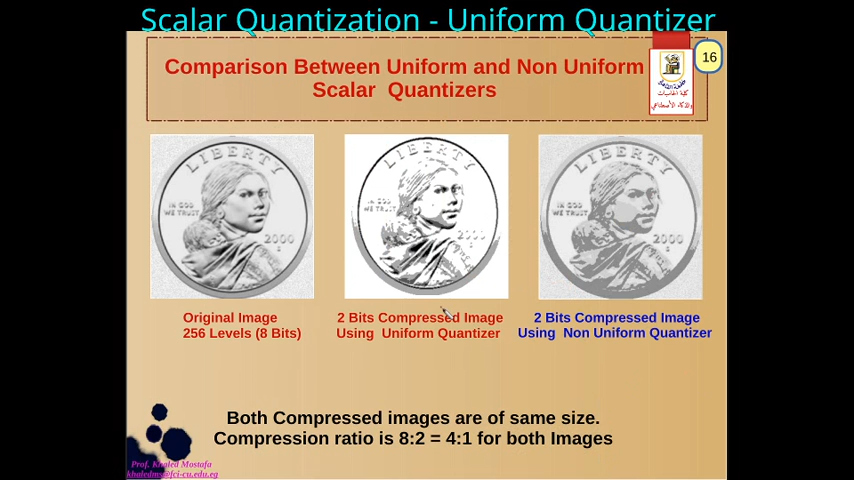 Scalar Quantization - Uniform Quantizer
16
Comparison Between Uniform and Non Uniform
Scalar Quantizers
LIBERTY
IN GOD
WE TRUST
2000
LIBERTY
IN GOD
WE TRUST
2000
LIBERTY
IN GOD
WE TRUST
2000
Original Image
256 Levels (8 Bits)
2 Bits Compressed Image
Using Uniform Quantizer
2 Bits Compressed Image
Using Non Uniform Quantizer
Both Compressed images are of same size.
Compression ratio is 8:2 = 4:1 for both Images
Prof. Khaled Mostafa
khaledms@fci-cu.edu.eg